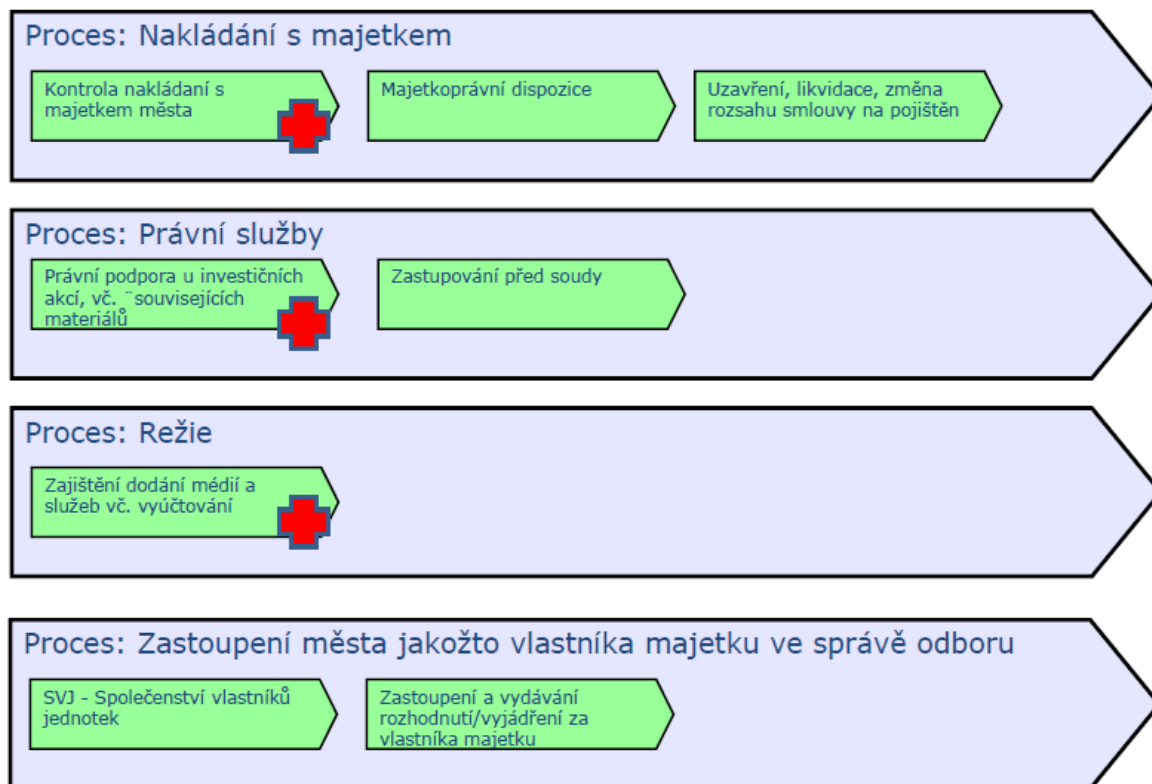 Proces: Nakládání s majetkem
Kontrola nakládaní s
majetkem města
Majetkoprávní dispozice
Uzavření, likvidace, změna
rozsahu smlouvy na pojištěn
Proces: Právní služby
Právní podpora u investičních
akcí, vč. ¨souvisejících
materiálů
Zastupování před soudy
Proces: Režie
Zajištění dodání médií a
služeb vč. vyúčtování
Proces: Zastoupení města jakožto vlastníka majetku ve správě odboru
SVJ - Společenství vlastníků
jednotek
Zastoupení a vydávání
rozhodnutí/vyjádření za
vlastníka majetku